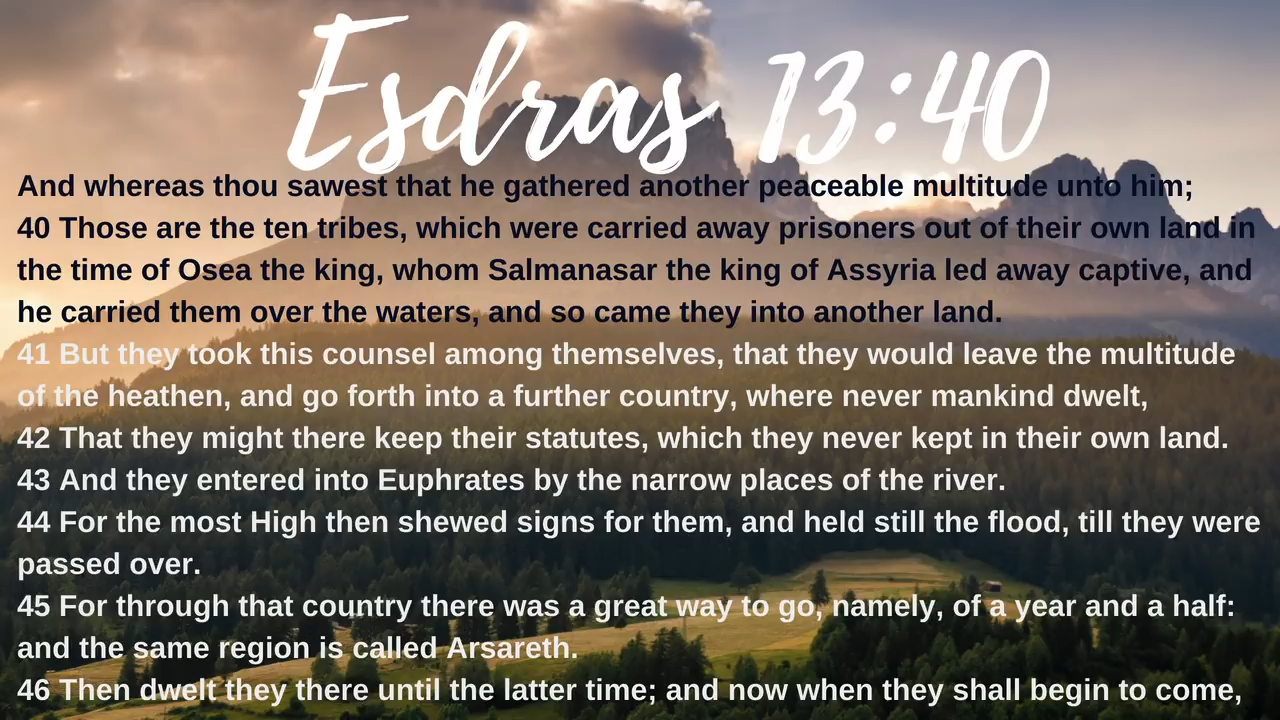 Esdras 13:40
And whereas thou sawest that he gathered another peaceable multitude unto him;
40 Those are the ten tribes, which were carried away prisoners out of their own land in
the time of Osea the king, whom Salmanasar the king of Assyria led away captive, and
he carried them over the waters, and so came they into another land.
41 But they took this counsel among themselves, that they would leave the multitude
of the heathen, and go forth into a further country, where never mankind dwelt,
42 That they might there keep their statutes, which they never kept in their own land.
43 And they entered into Euphrates by the narrow places of the river.
44 For the most High then shewed signs for them, and held still the flood, till they were
passed over.
45 For through that country there was a great way to go, namely, of a year and a half:
and the same region is called Arsareth.
46 Then dwelt they there until the latter time; and now when they shall begin to come,